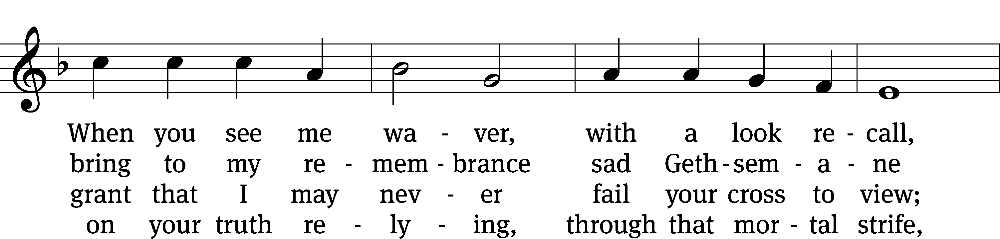 When you see me wa - ver, with a look re - call,
bring to my re - mem - brance sad Geth - sem - a - ne
grant that I may nev - er fail your cross to view;
on your truth re - ly - ing, through that mor - tal strife,